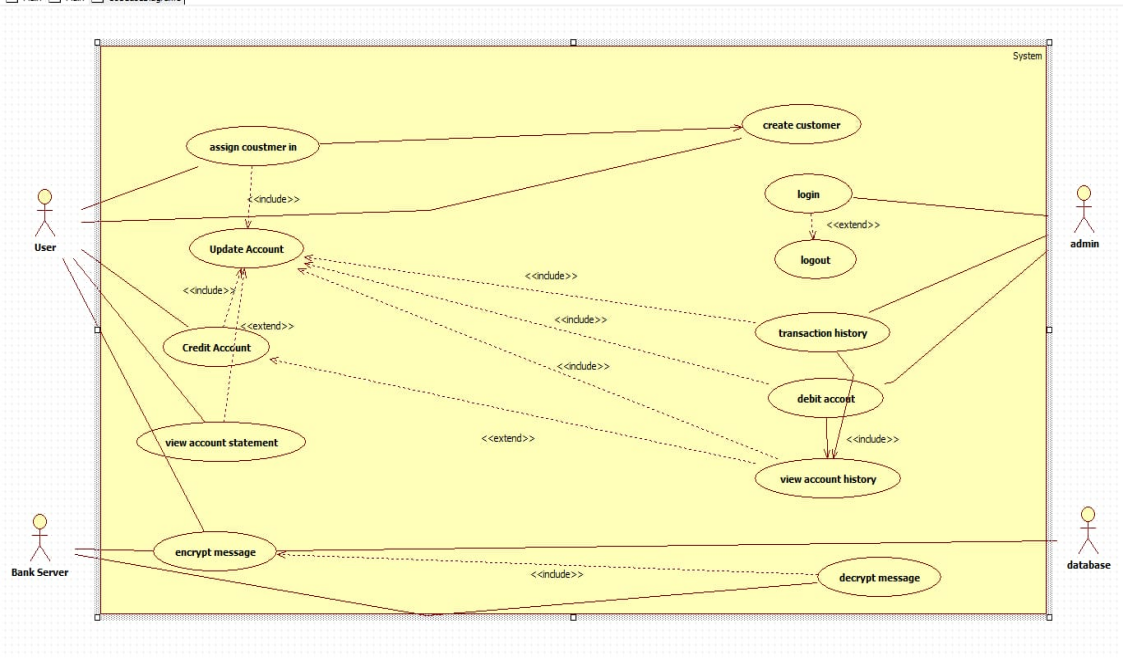 System
create customer
assign coustmer in
login
<<include>>
<<extend>>
User
admin
Update Account
logout
<<include>>
<<include>>
<<include>>
<<extend>>
transaction history
Credit Account
<<include>>
debit accout
<<extend>>
<<include>>
view account statement
view account history
encrypt message
database
Bank Server
<<include>>
decrypt message